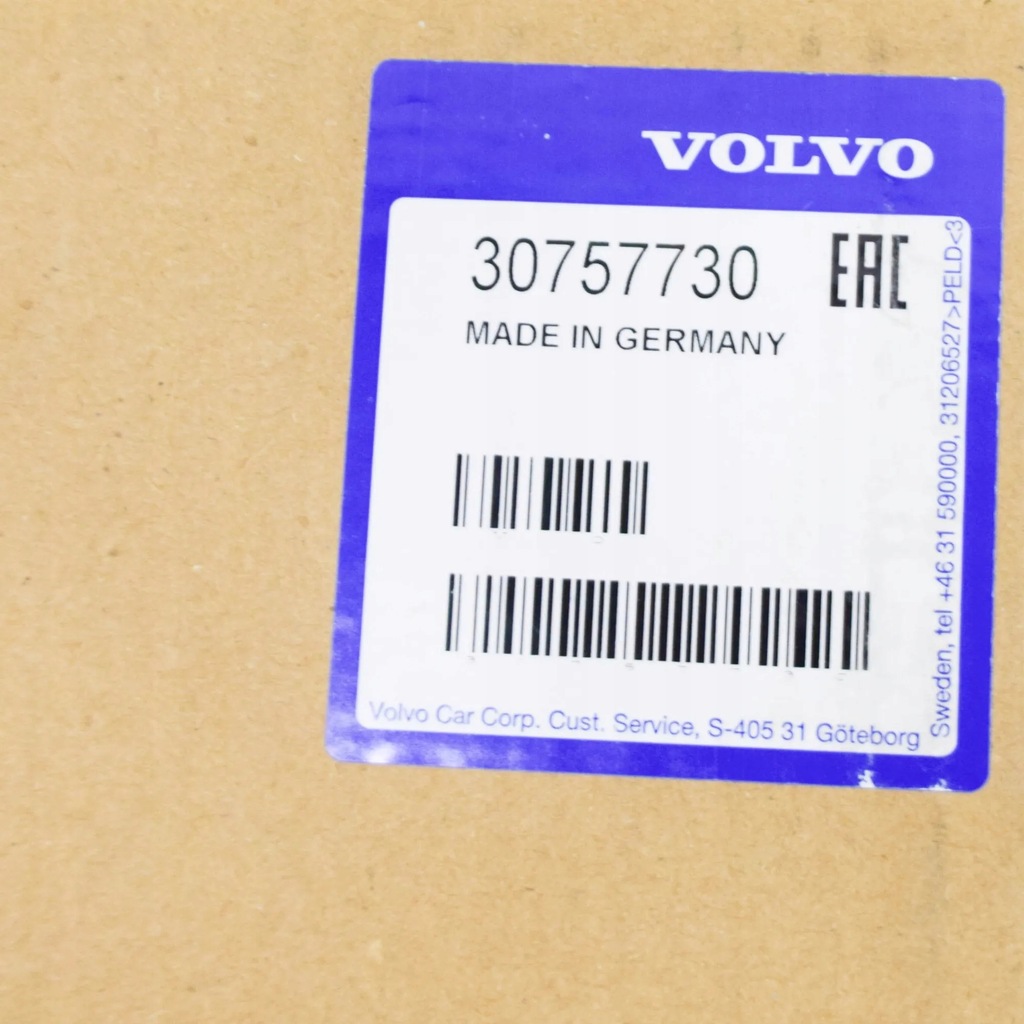 VOLVO
30757730
EAC
MADE IN GERMANY
Volvo Car Corp. Cust. Service, S-405 31 Göteborg
Sweden, tel +46 31 590000, 31206527>PELD<3